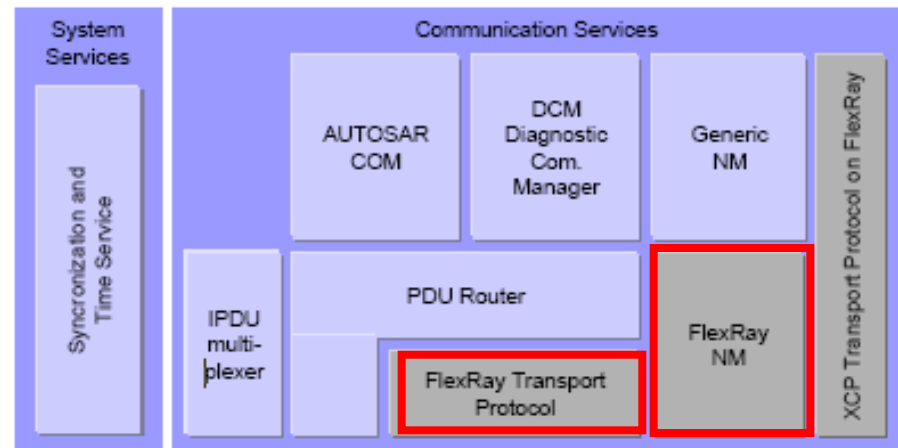 System
Services
Communication Services
Syncronization and
Time Service
AUTOSAR
COM
DCM
Diagnostic
Com.
Manager
Generic
NM
XCP Transport Protocol on FlexRay
IPDU
multi-
plexer
PDU Router
FlexRay Transport
Protocol
FlexRay
NM